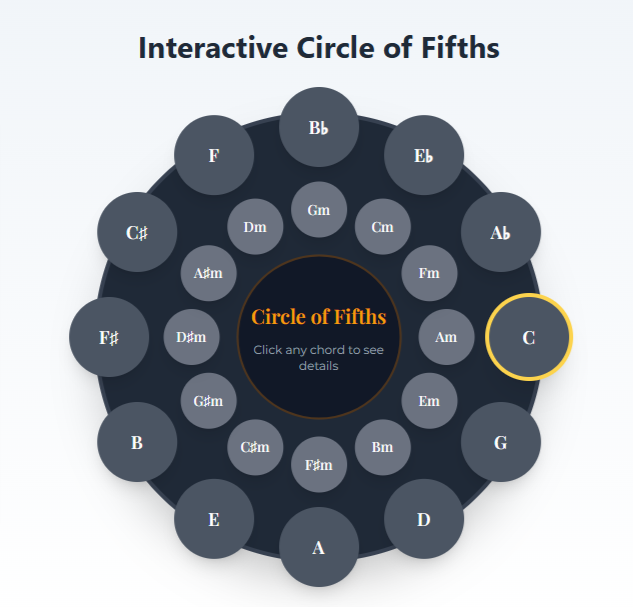 Interactive Circle of Fifths
B♭
F
E♭
Gm
Dm
Cm
C♯
A♭
A♯m
Fm
Circle of Fifths
F♯
D♯m
Am
C
Click any chord to see
details
G♯m
Em
B
G
C♯m
Bm
F♯m
E
D
A